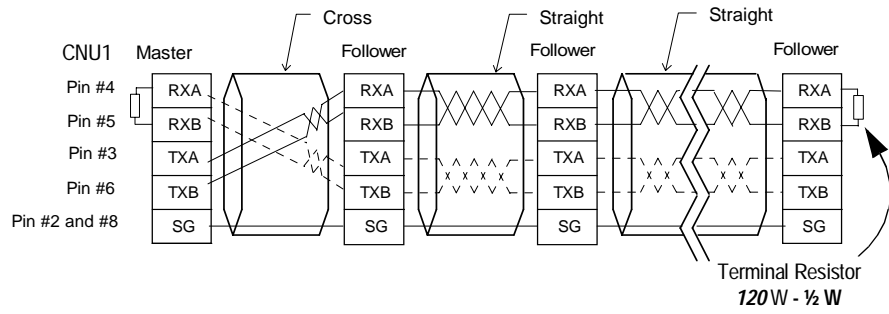 Cross
Straight
Straight
CNU1 Master Follower Follower Follower
Pin #4 RXA RXA RXA RXA
Pin #5 RXB RXB RXB RXB
Pin #3 TXA TXA TXA TXA
Pin #6 TXB TXB TXB TXB
Pin #2 and #8 SG SG SG SG
Terminal Resistor
120 W - ½ W